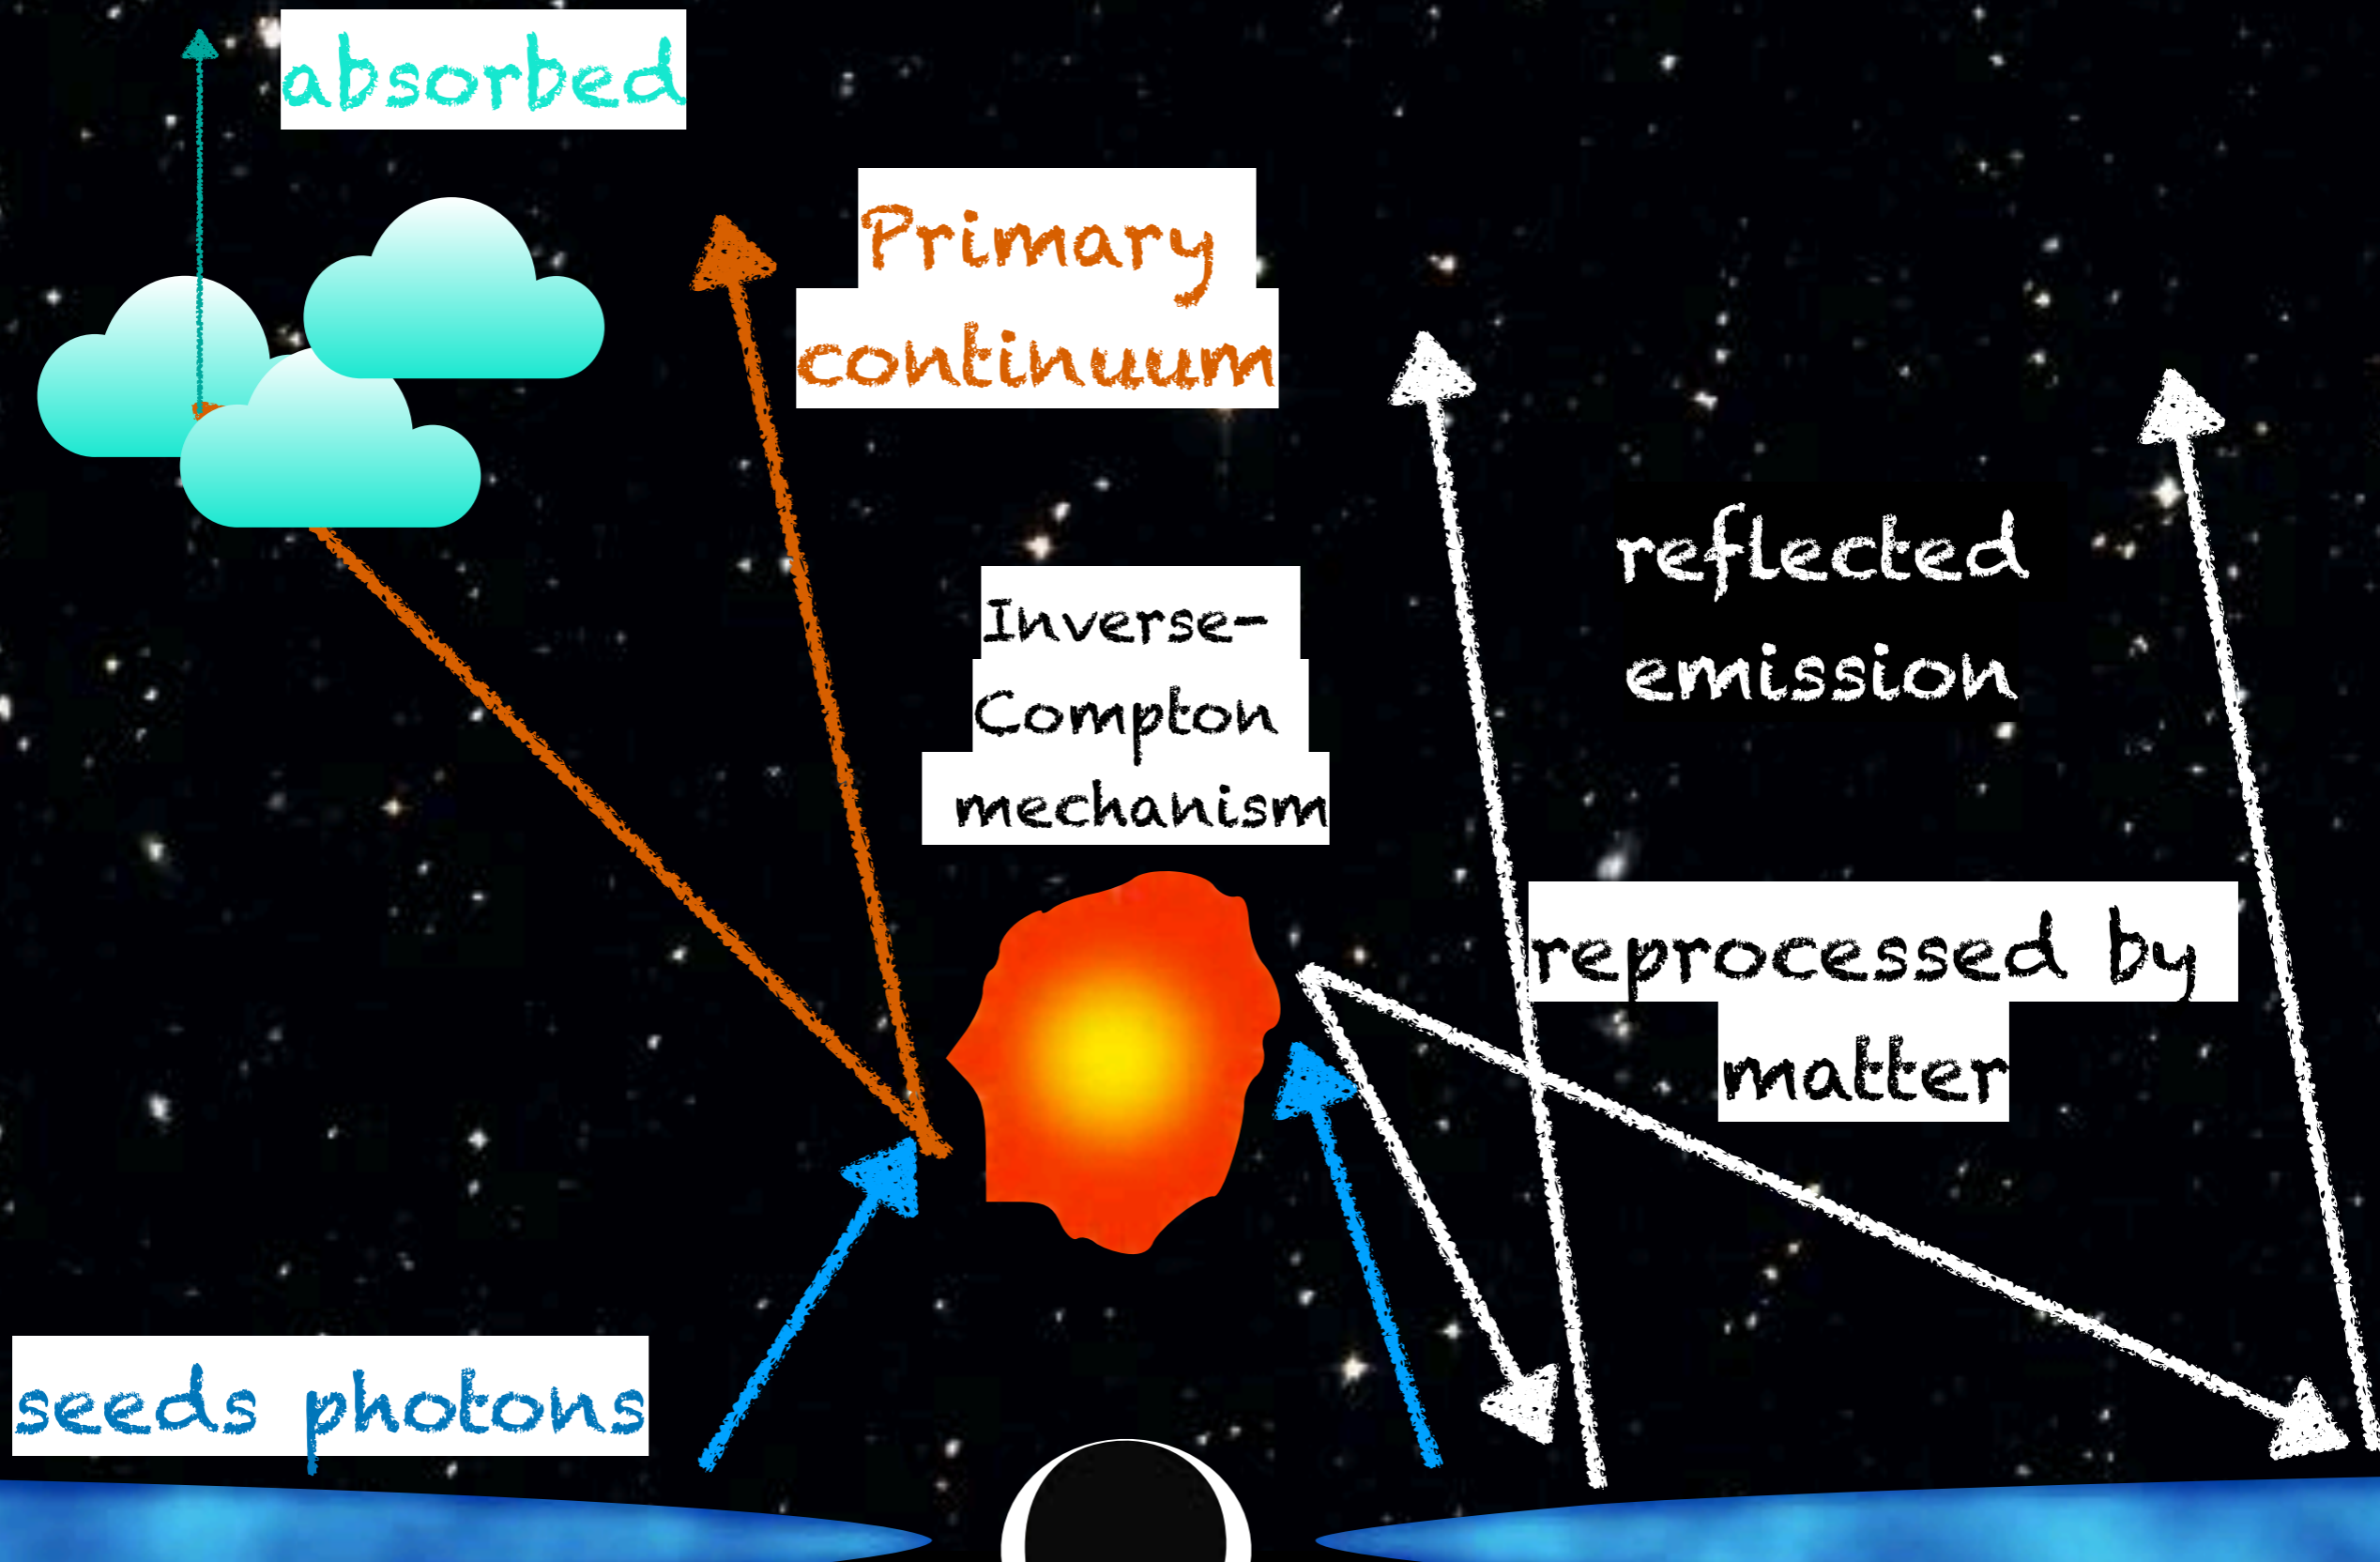 absorbed
Primary
continuum
Inverse-
Compton
mechanism
reflected
emission
reprocessed by
matter
seeds photons